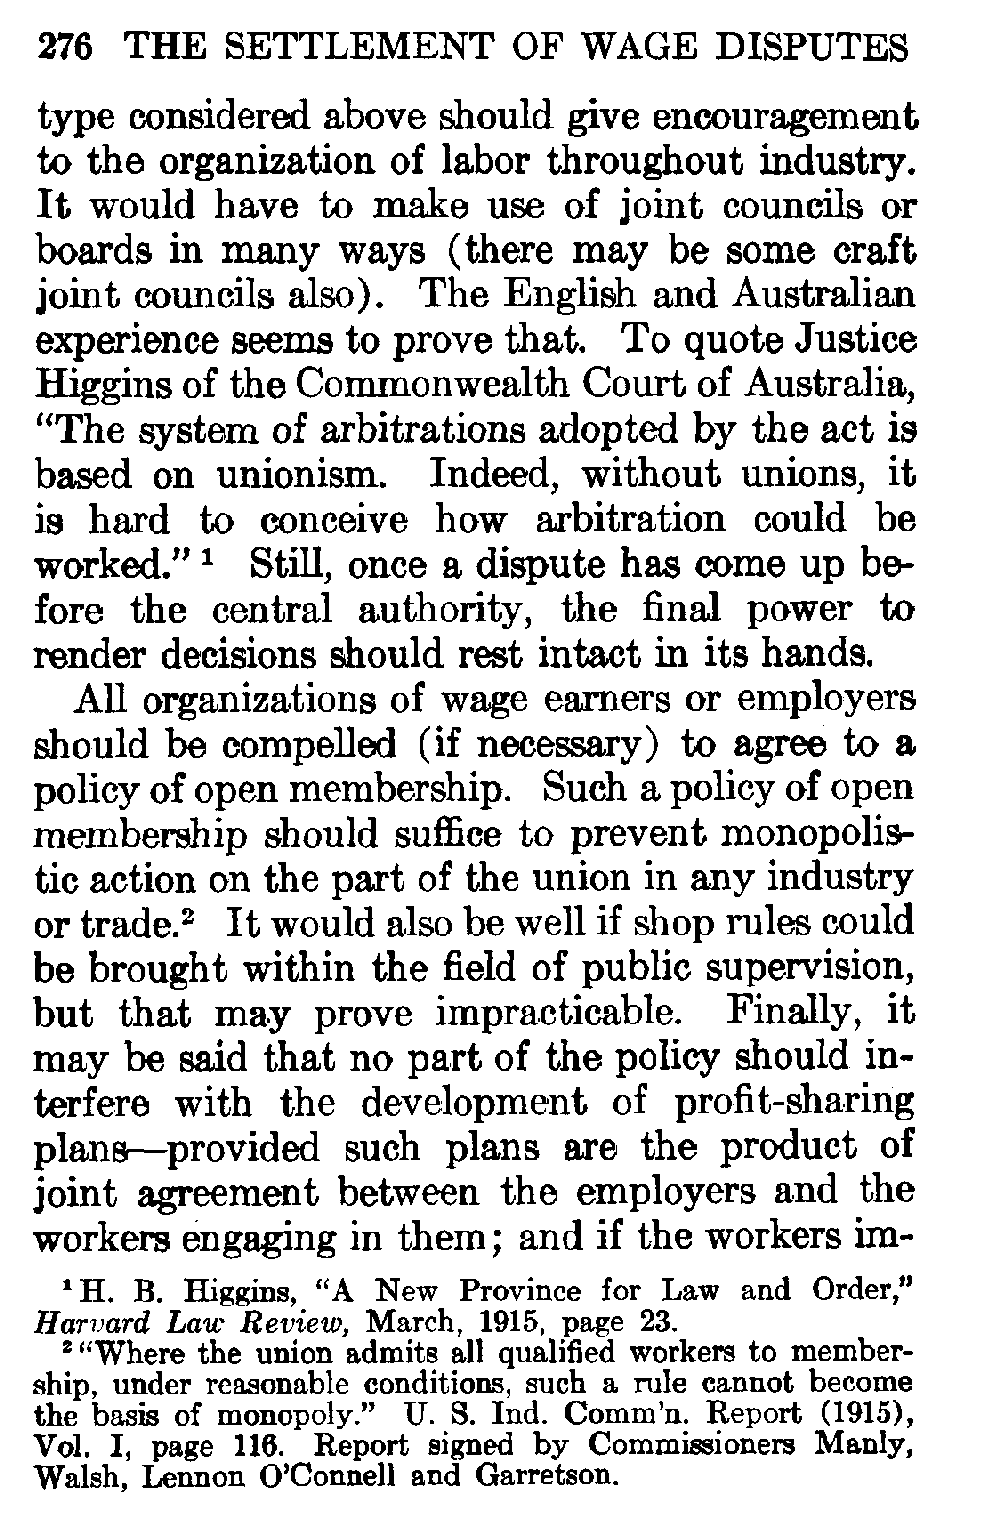 276 THE SETTLEMENT OF WAGE DISPUTES
type considered above should give encouragement
to the organization of labor throughout industry.
It would have to make use of joint councils or
boards in many ways (there may be some craft
joint councils also). The English and Australian
experience seems to prove that. To quote Justice
Higgins of the Commonwealth Court of Australia,
“The system of arbitrations adopted by the act is
based on unionism. Indeed, without unions, it
is hard to conceive how arbitration could be
worked.” ¹ Still, once a dispute has come up be-
fore the central authority, the final power to
render decisions should rest intact in its hands.
All organizations of wage earners or employers
should be compelled (if necessary) to agree to a
policy of open membership. Such a policy of open
membership should suffice to prevent monopolis-
tic action on the part of the union in any industry
or trade.² It would also be well if shop rules could
be brought within the field of public supervision,
but that may prove impracticable. Finally, it
may be said that no part of the policy should in-
terfere with the development of profit-sharing
plans—provided such plans are the product of
joint agreement between the employers and the
workers engaging in them; and if the workers im-
¹ H. B. Higgins, “A New Province for Law and Order,”
Harvard Law Review, March, 1915, page 23.
² “Where the union admits all qualified workers to member-
ship, under reasonable conditions, such a rule cannot become
the basis of monopoly.” U. S. Ind. Comm’n. Report (1915),
Vol. I, page 116. Report signed by Commissioners Manly,
Walsh, Lennon O’Connell and Garretson.